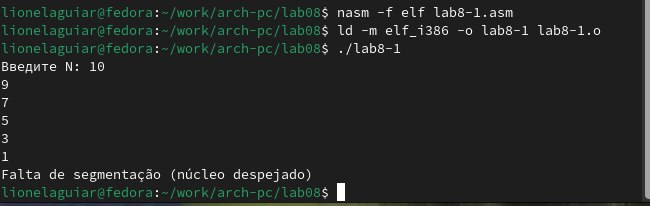 lionelaguiar@fedora:~/work/arch-pc/lab08$ nasm -f elf lab8-1.asm
lionelaguiar@fedora:~/work/arch-pc/lab08$ ld -m elf_i386 -o lab8-1 lab8-1.o
lionelaguiar@fedora:~/work/arch-pc/lab08$ ./lab8-1
Введите N: 10
9
7
5
3
1
Falta de segmentação (núcleo despejado)
lionelaguiar@fedora:~/work/arch-pc/lab08$